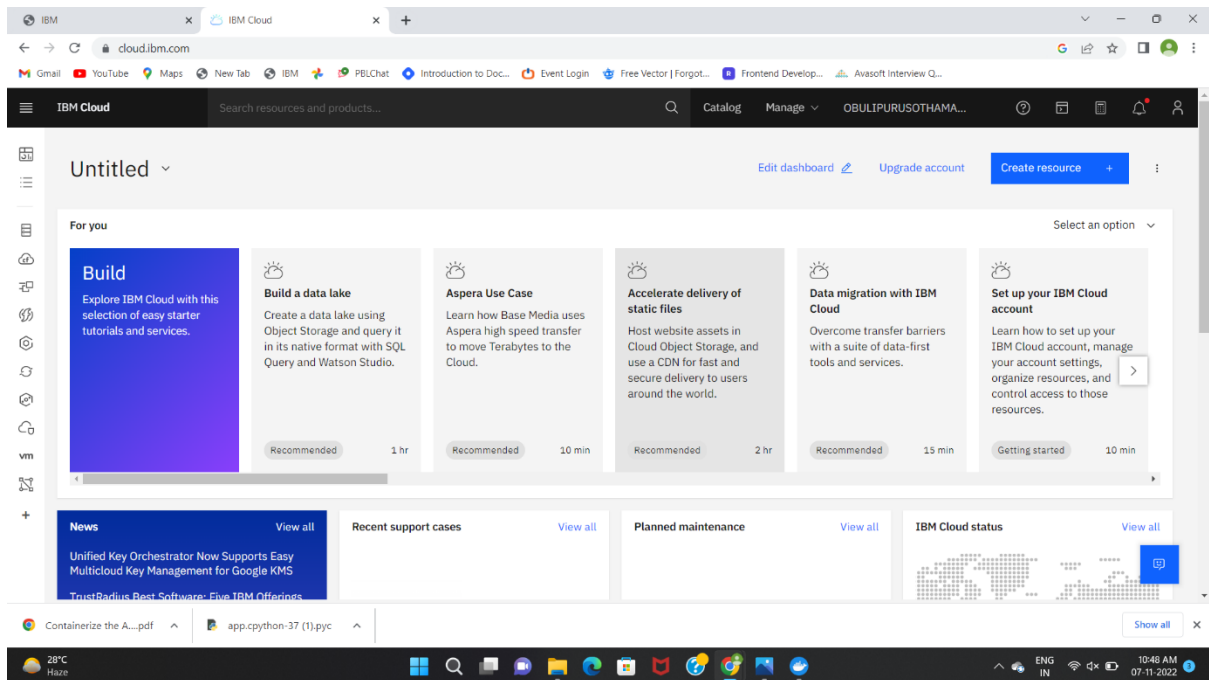 IBM
IBM Cloud
cloud.ibm.com
Gmail YouTube Maps New Tab IBM PBLChat Introduction to Doc... Event Login Free Vector | Forgot... Frontend Develop... Avasoft Interview Q...
IBM Cloud Search resources and products... Catalog Manage OBULIPURUSOTHAMA...
Untitled Edit dashboard Upgrade account Create resource +
For you Select an option
Build
Explore IBM Cloud with this
selection of easy starter
tutorials and services.
Build a data lake
Create a data lake using
Object Storage and query it
in its native format with SQL
Query and Watson Studio.
Recommended 1 hr
Aspera Use Case
Learn how Base Media uses
Aspera high speed transfer
to move Terabytes to the
Cloud.
Recommended 10 min
Accelerate delivery of
static files
Host website assets in
Cloud Object Storage, and
use a CDN for fast and
secure delivery to users
around the world.
Recommended 2 hr
Data migration with IBM
Cloud
Overcome transfer barriers
with a suite of data-first
tools and services.
Recommended 15 min
Set up your IBM Cloud
account
Learn how to set up your
IBM Cloud account, manage
your account settings,
organize resources, and
control access to those
resources.
Getting started 10 min
vm
News View all
Unified Key Orchestrator Now Supports Easy
Multicloud Key Management for Google KMS
TrustRadius Best Software: Five IBM Offerings
Recent support cases View all
Planned maintenance View all
IBM Cloud status View all
Containerize the A....pdf app.cpython-37 (1).pyc Show all
28°C
Haze
ENG
IN
10:48 AM
07-11-2022
3